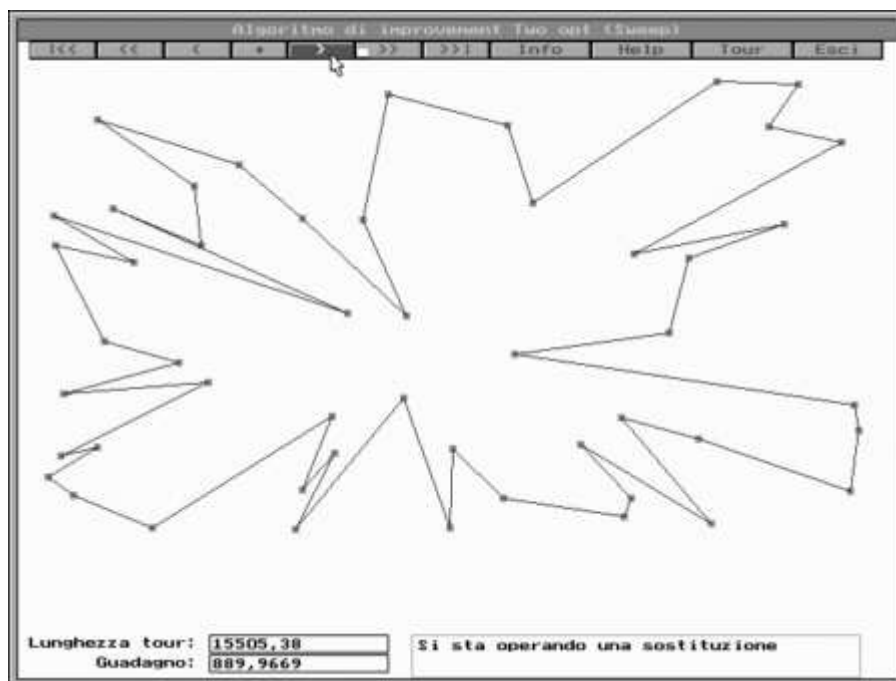 Algoritmo di improvement Two opt (Sweep)
|<< << < * > >> >>| Info Help Tour Esci
Lunghezza tour: 15505,38
Si sta operando una sostituzione
Guadagno: 889,9669